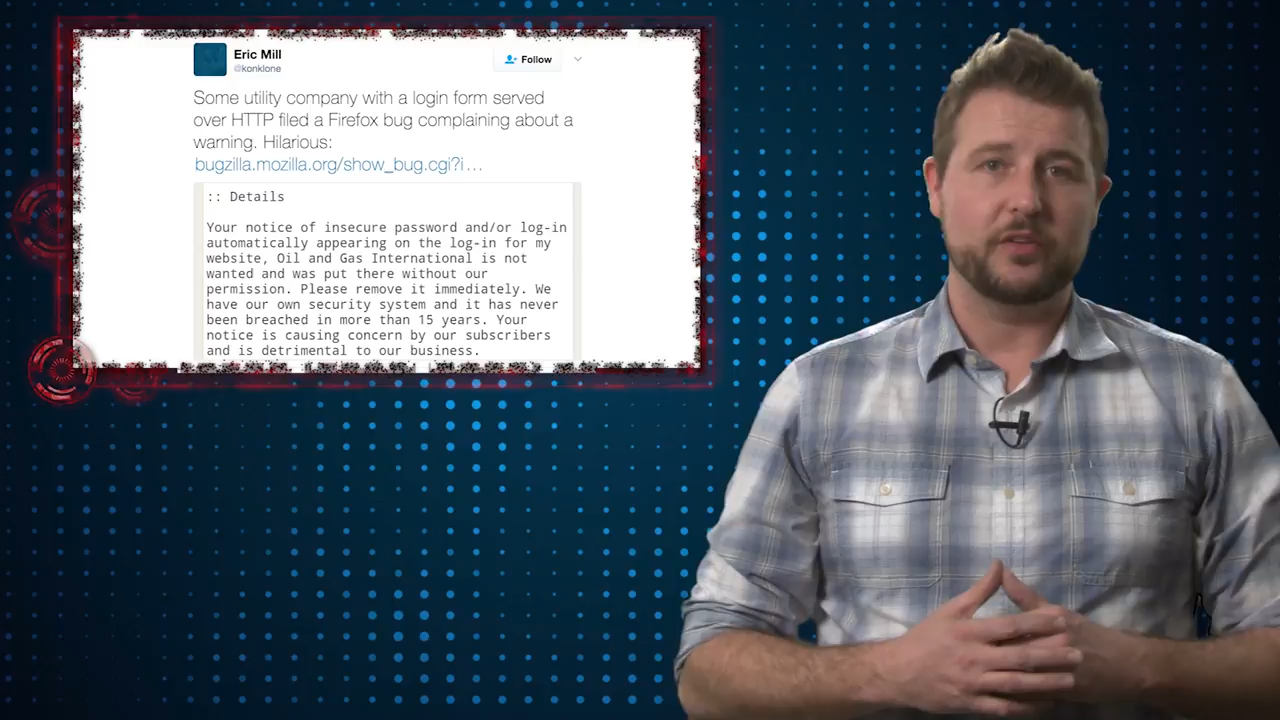 Eric Mill
@konklone
Follow
Some utility company with a login form served
over HTTP filed a Firefox bug complaining about a
warning. Hilarious:
bugzilla.mozilla.org/show_bug.cgi?i…
:: Details
Your notice of insecure password and/or log-in
automatically appearing on the log-in for my
website, Oil and Gas International is not
wanted and was put there without our
permission. Please remove it immediately. We
have our own security system and it has never
been breached in more than 15 years. Your
notice is causing concern by our subscribers
and is detrimental to our business.